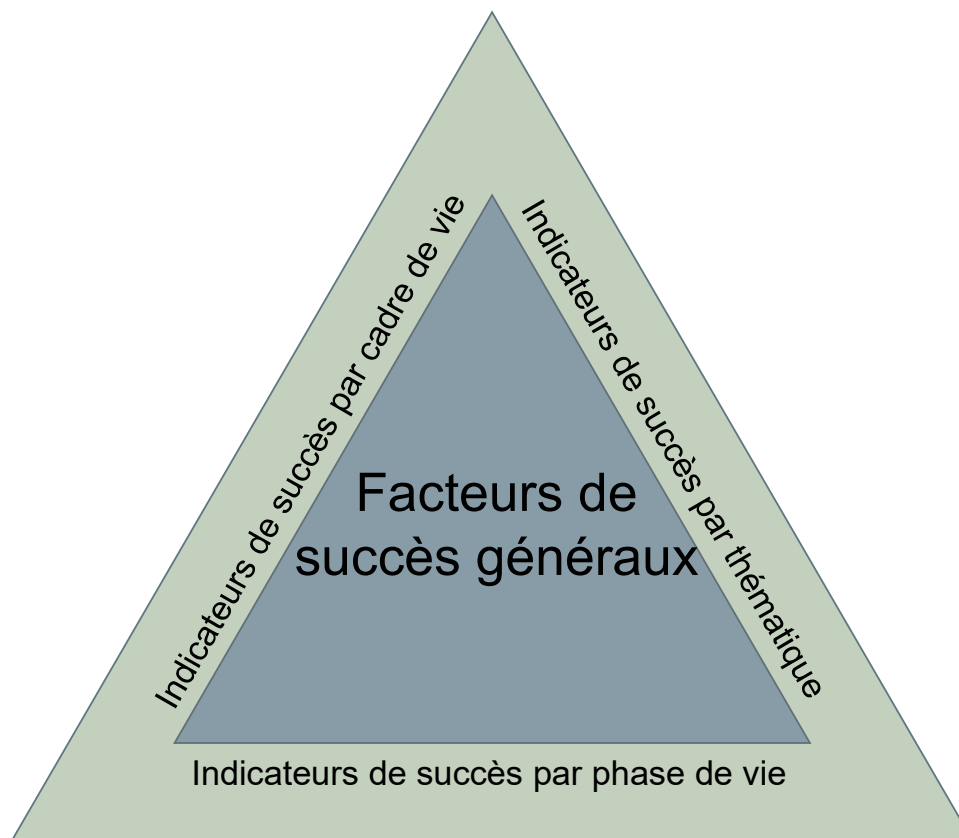 Indicateurs de succès par cadre de vie
Indicateurs de succès par thématique
Facteurs de
succès généraux
Indicateurs de succès par phase de vie